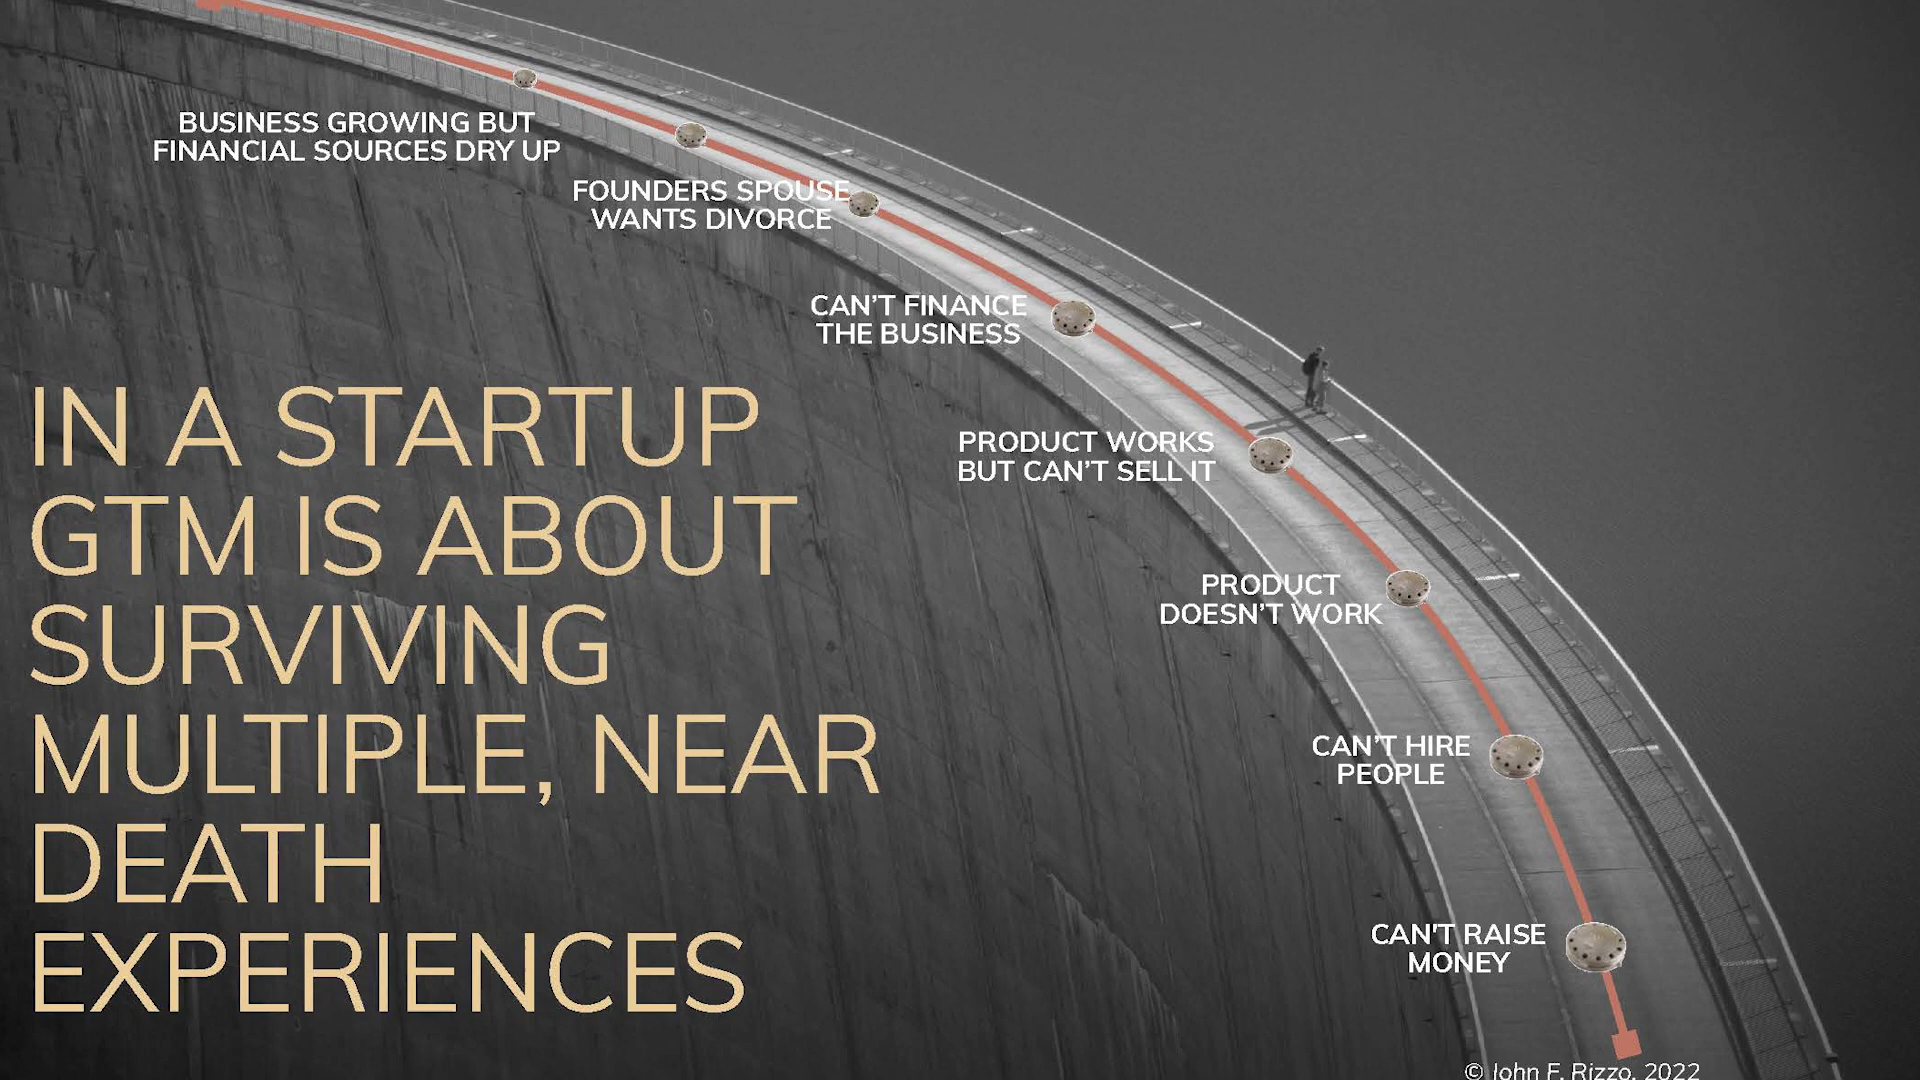 BUSINESS GROWING BUT
FINANCIAL SOURCES DRY UP
FOUNDERS SPOUSE
WANTS DIVORCE
CAN'T FINANCE
THE BUSINESS
PRODUCT WORKS
BUT CAN'T SELL IT
PRODUCT
DOESN'T WORK
CAN'T HIRE
PEOPLE
CAN'T RAISE
MONEY
IN A STARTUP
GTM IS ABOUT
SURVIVING
MULTIPLE, NEAR
DEATH
EXPERIENCES
© John F. Rizzo, 2022